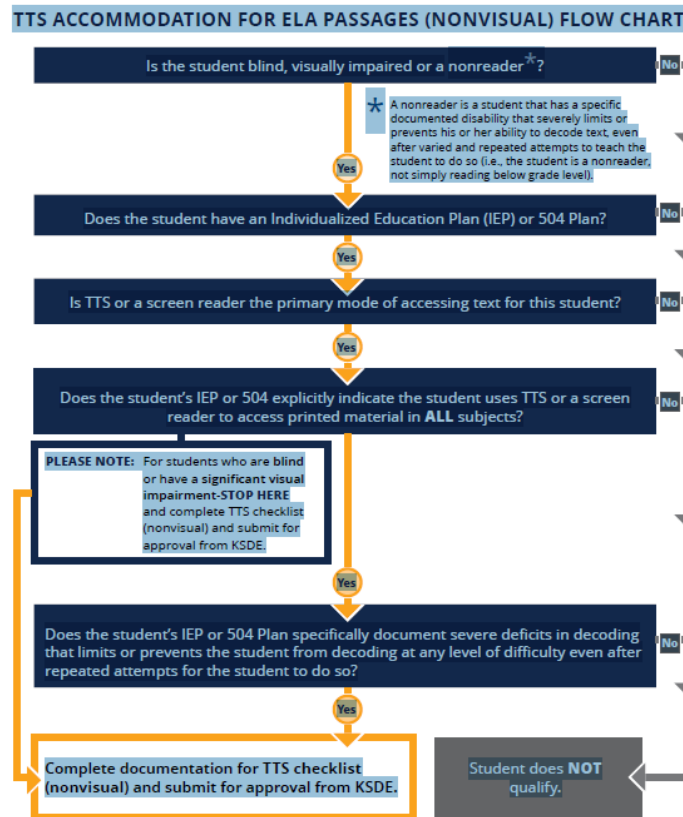 TTS ACCOMMODATION FOR ELA PASSAGES (NONVISUAL) FLOW CHART
Is the student blind, visually impaired or a nonreader*?
No
* A nonreader is a student that has a specific
documented disability that severely limits or
prevents his or her ability to decode text, even
after varied and repeated attempts to teach the
student to do so (i.e., the student is a nonreader,
not simply reading below grade level).
Yes
Does the student have an Individualized Education Plan (IEP) or 504 Plan?
No
Yes
Is TTS or a screen reader the primary mode of accessing text for this student?
No
Yes
Does the student's IEP or 504 explicitly indicate the student uses TTS or a screen
reader to access printed material in ALL subjects?
No
PLEASE NOTE: For students who are blind
or have a significant visual
impairment-STOP HERE
and complete TTS checklist
(nonvisual) and submit for
approval from KSDE.
Yes
Does the student's IEP or 504 Plan specifically document severe deficits in decoding
that limits or prevents the student from decoding at any level of difficulty even after
repeated attempts for the student to do so?
No
Yes
Complete documentation for TTS checklist
(nonvisual) and submit for approval from KSDE.
Student does NOT
qualify.